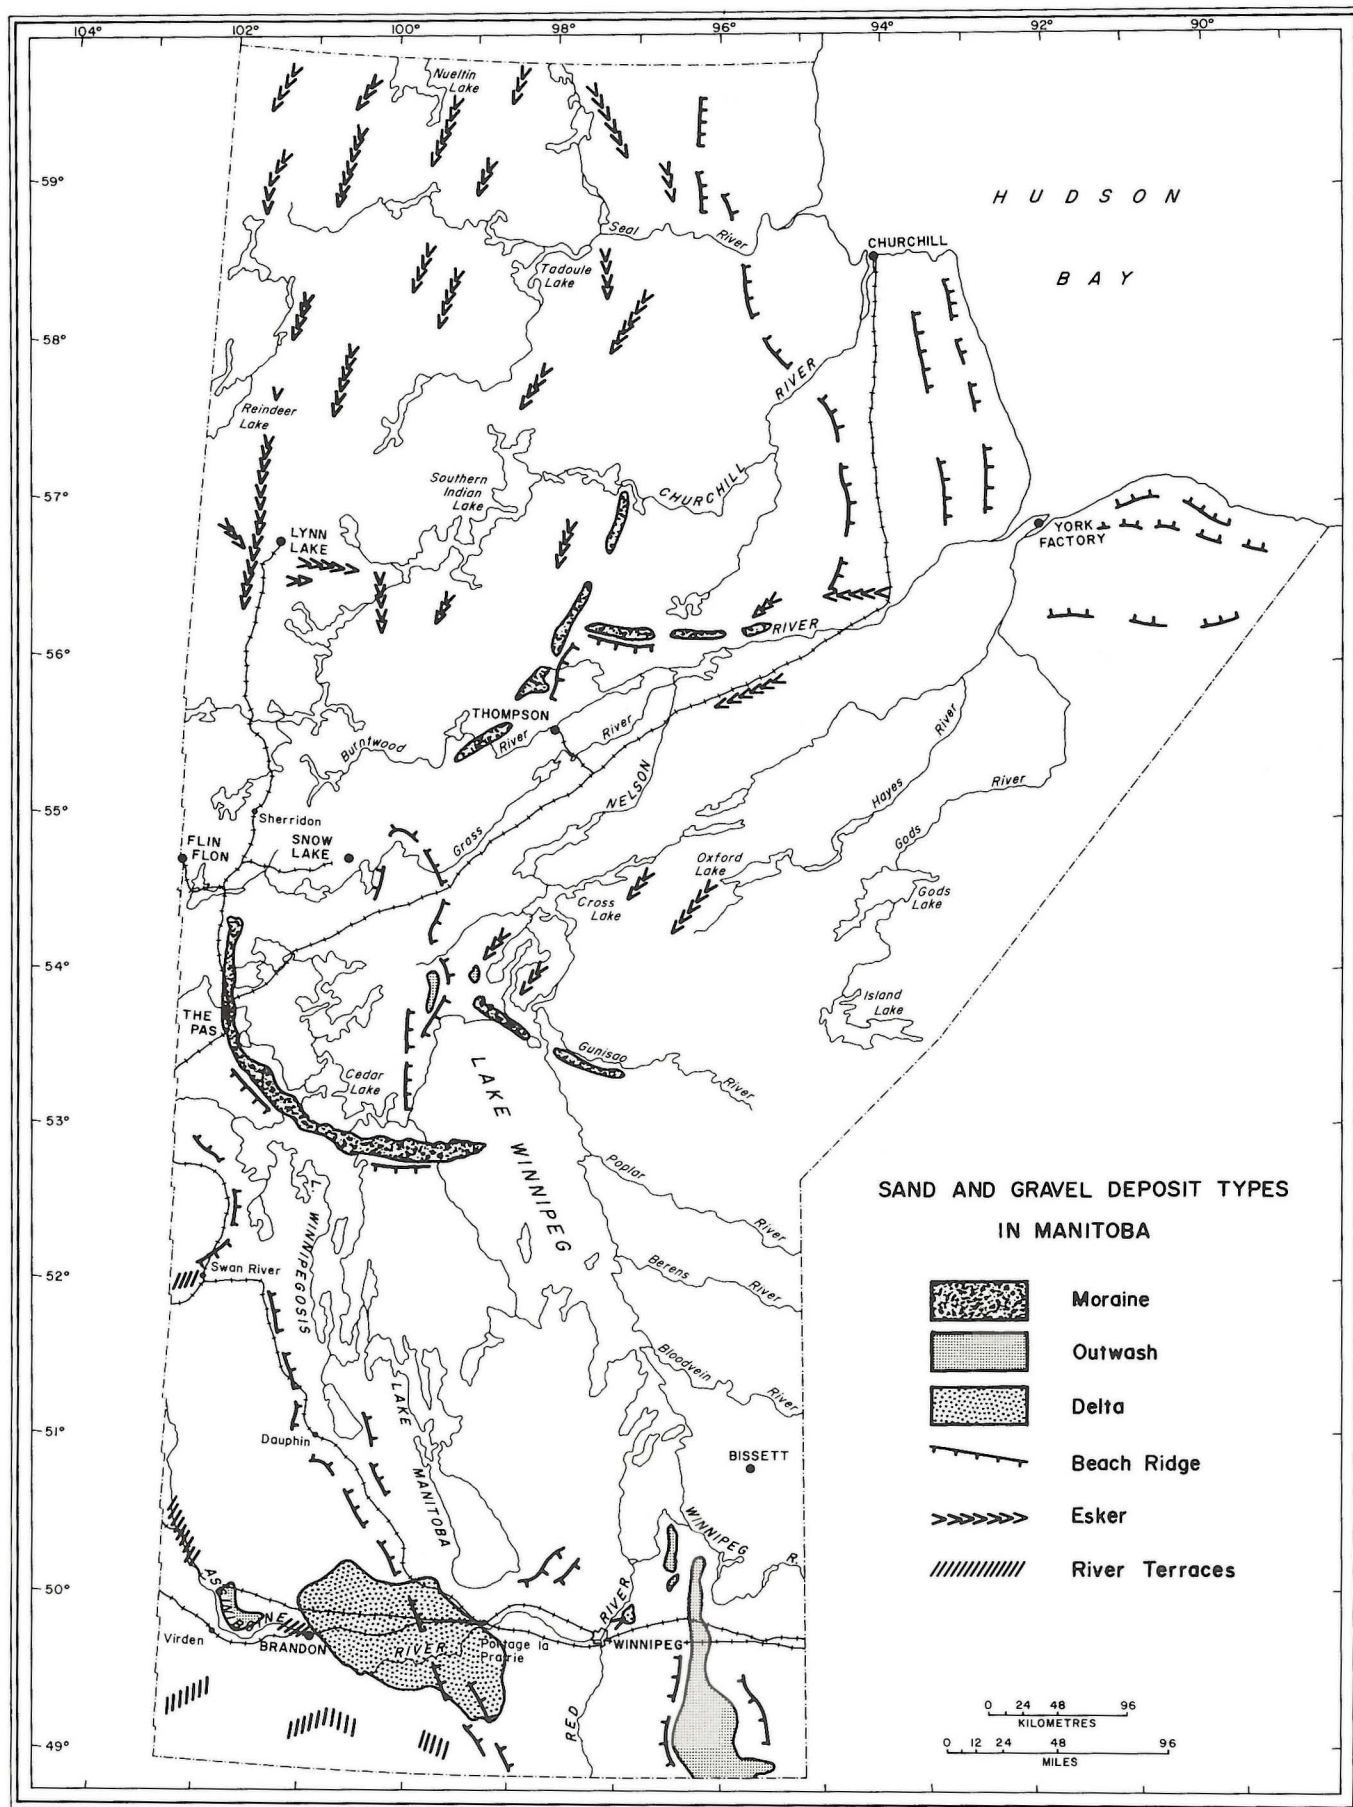 104°
102°
100°
98°
96°
94°
92°
90°
Nueltin
Lake
59°
HUDSON
BAY
Seal
River
CHURCHILL
Tadoule
Lake
58°
RIVER
Reindeer
Lake
Southern
Indian
Lake
CHURCHILL
57°
LYNN
LAKE
YORK
FACTORY
RIVER
56°
THOMPSON
Burntwood
River
River
River
NELSON
Hayes
River
Gods
55°
Sherridon
Grass
FLIN
FLON
SNOW
LAKE
Oxford
Lake
Cross
Lake
Gods
Lake
54°
THE
PAS
Island
Lake
Gunisao
River
Cedar
Lake
LAKE WINNIPEG
53°
Poplar
River
L. WINNIPEGOSIS
SAND AND GRAVEL DEPOSIT TYPES
IN MANITOBA
52°
Swan River
Berens
River
Moraine
Outwash
Bloodvein
River
Delta
LAKE MANITOBA
51°
Dauphin
BISSETT
Beach Ridge
WINNIPEG
R.
Esker
River Terraces
50°
ASSINIBOINE
RIVER
Virden
BRANDON
RIVER
Portage la
Prairie
WINNIPEG
RED
49°
0 24 48 96
KILOMETRES
0 12 24 48 96
MILES